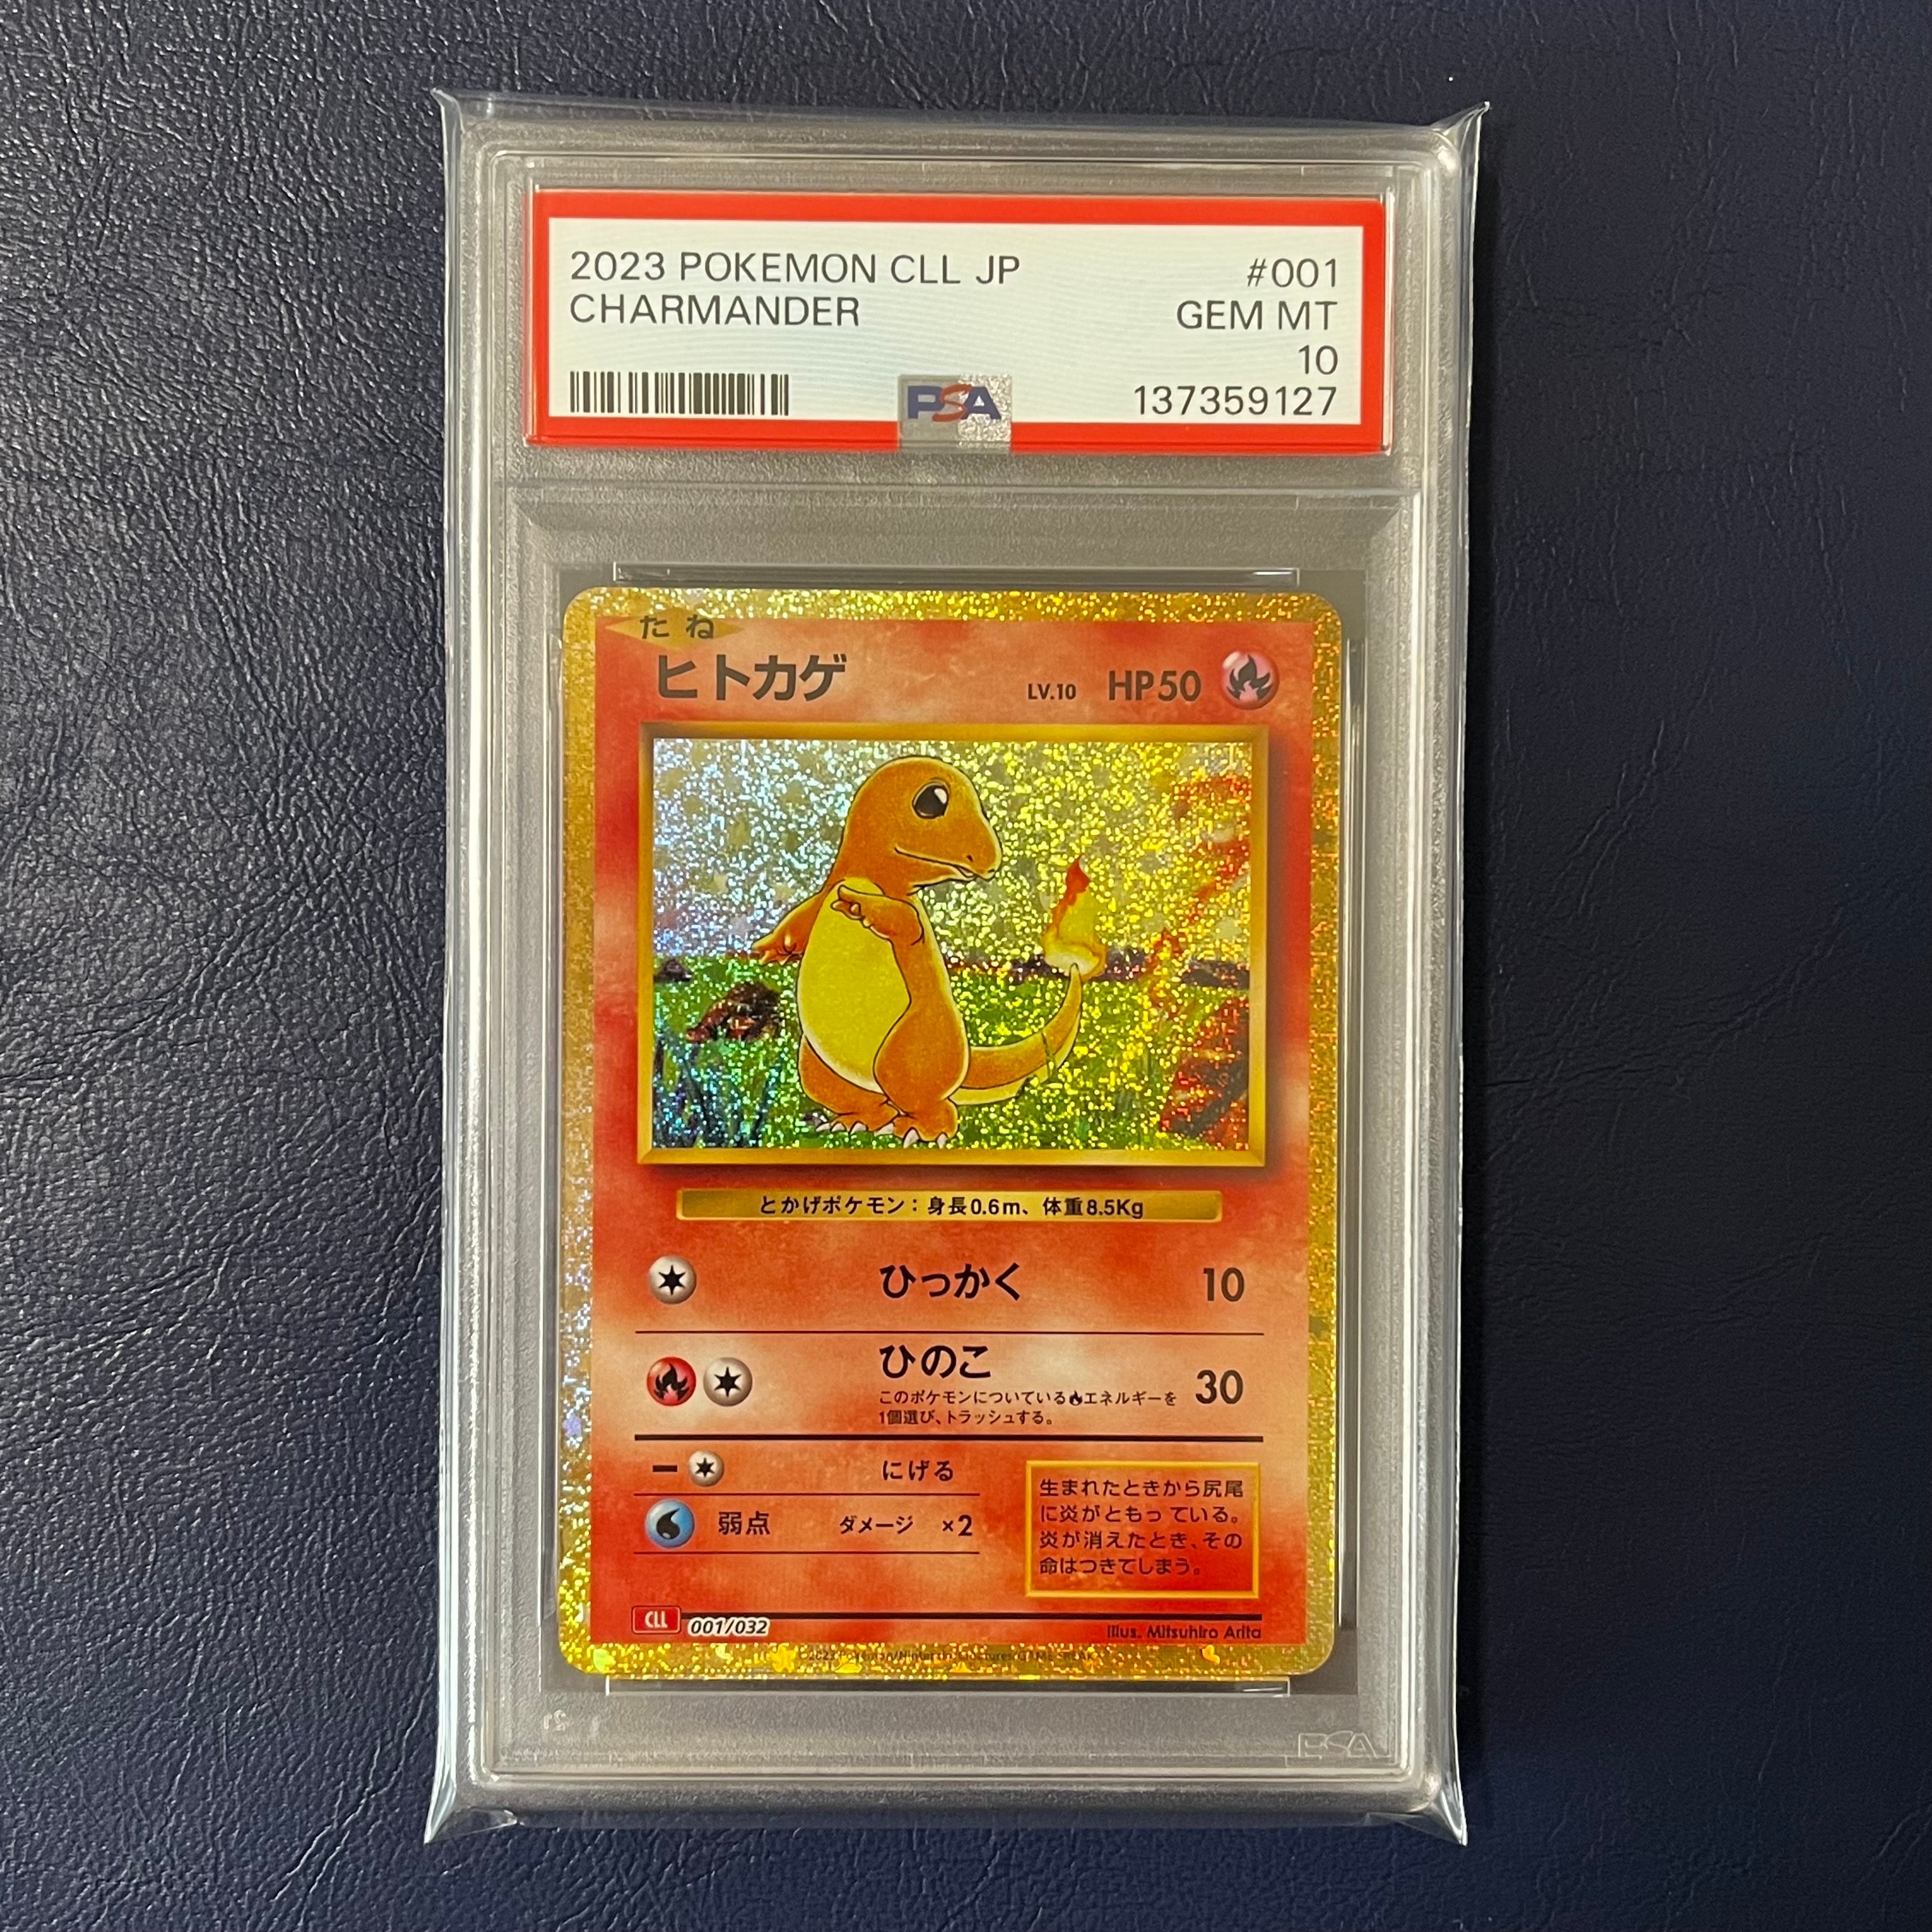 2023 POKEMON CLL JP #001
CHARMANDER GEM MT
10
PSA 137359127
たね
ヒトカゲ LV.10 HP50
とかげポケモン：身長0.6m、体重8.5Kg
ひっかく 10
ひのこ 30
このポケモンについているエネルギーを
1個選び、トラッシュする。
にげる
弱点 ダメージ ×2
生まれたときから尻尾
に炎がともっている。
炎が消えたとき、その
命はつきてしまう。
CLL 001/032 Illus. Mitsuhiro Arita
©2023 Pokémon/Nintendo/Creatures/GAME FREAK
PSA